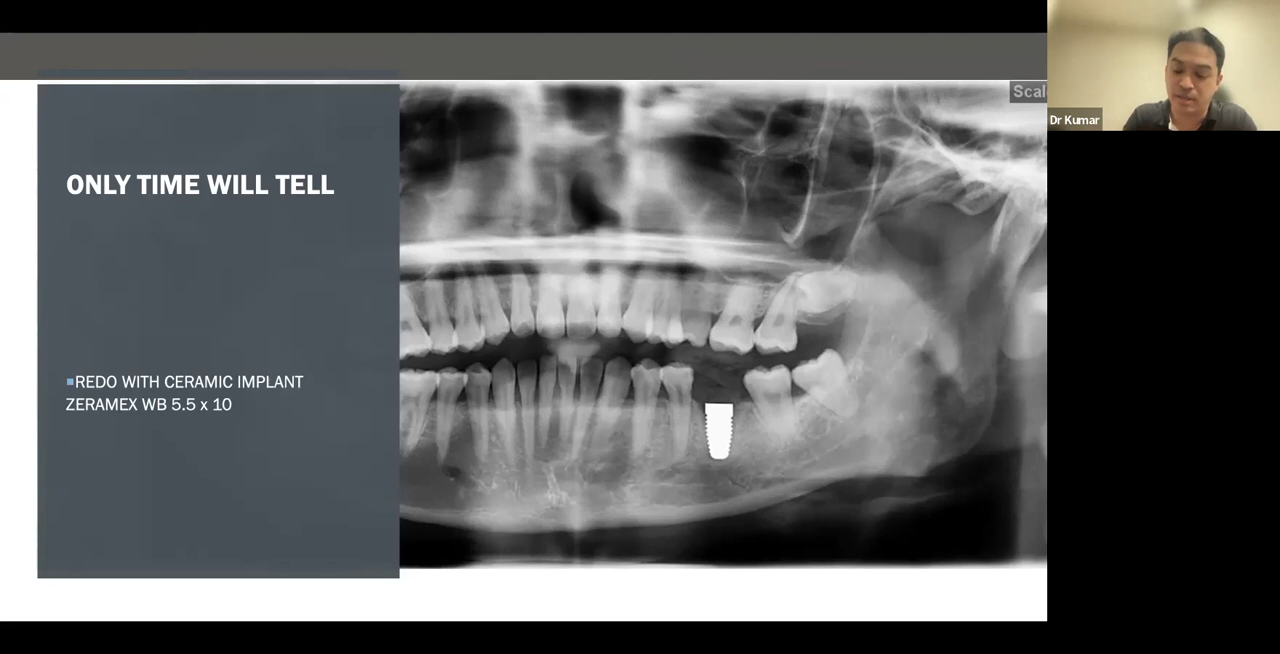 Scal
Dr Kumar
ONLY TIME WILL TELL
▪REDO WITH CERAMIC IMPLANT
ZERAMEX WB 5.5 x 10